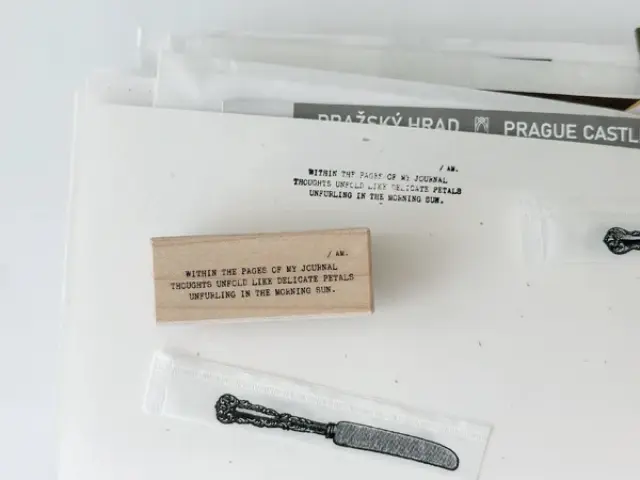 PRAŽSKÝ HRAD PRAGUE CASTL
/ AM.
WITHIN THE PAGES OF MY JOURNAL
THOUGHTS UNFOLD LIKE DELICATE PETALS
UNFURLING IN THE MORNING SUN.
/ AM.
WITHIN THE PAGES OF MY JOURNAL
THOUGHTS UNFOLD LIKE DELICATE PETALS
UNFURLING IN THE MORNING SUN.